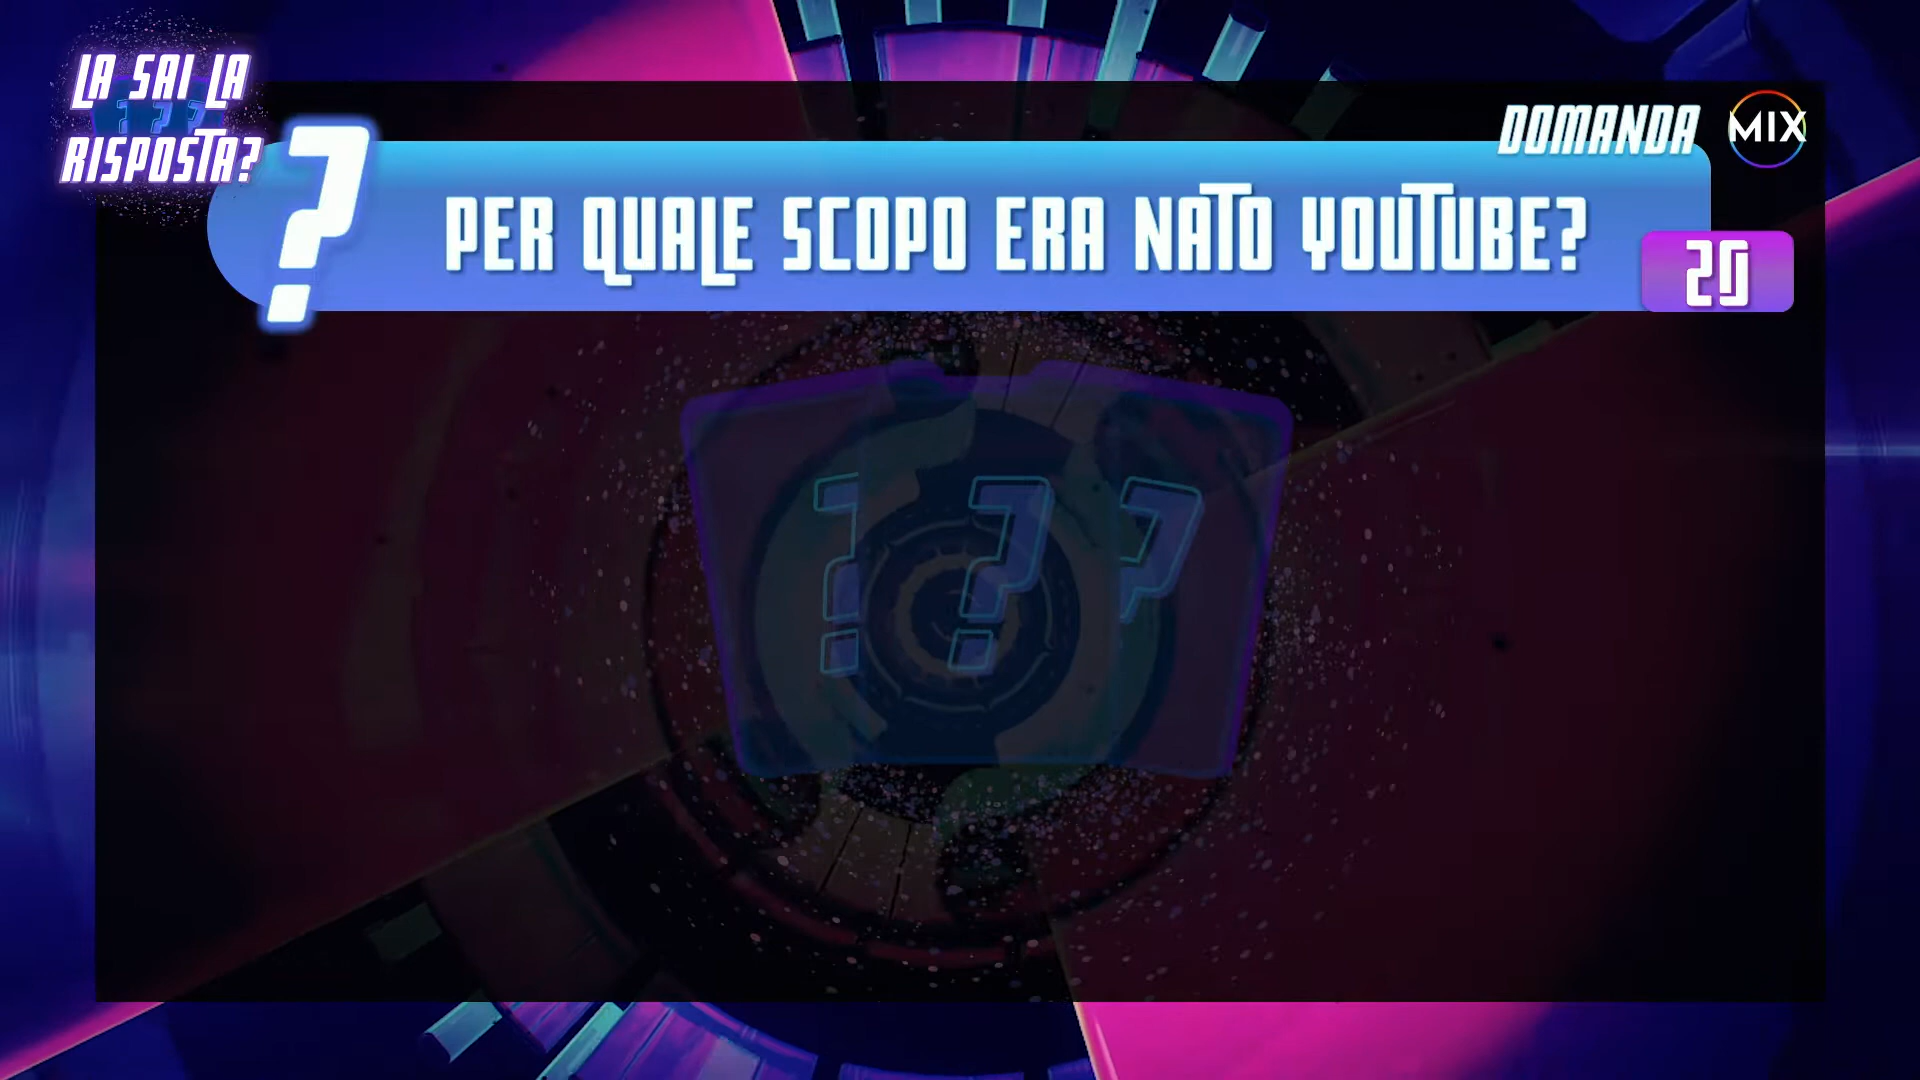 LA SAI LA
RISPOSTA?
DOMANDA
MIX
?
PER QUALE SCOPO ERA NATO YOUTUBE?
20
? ? ?